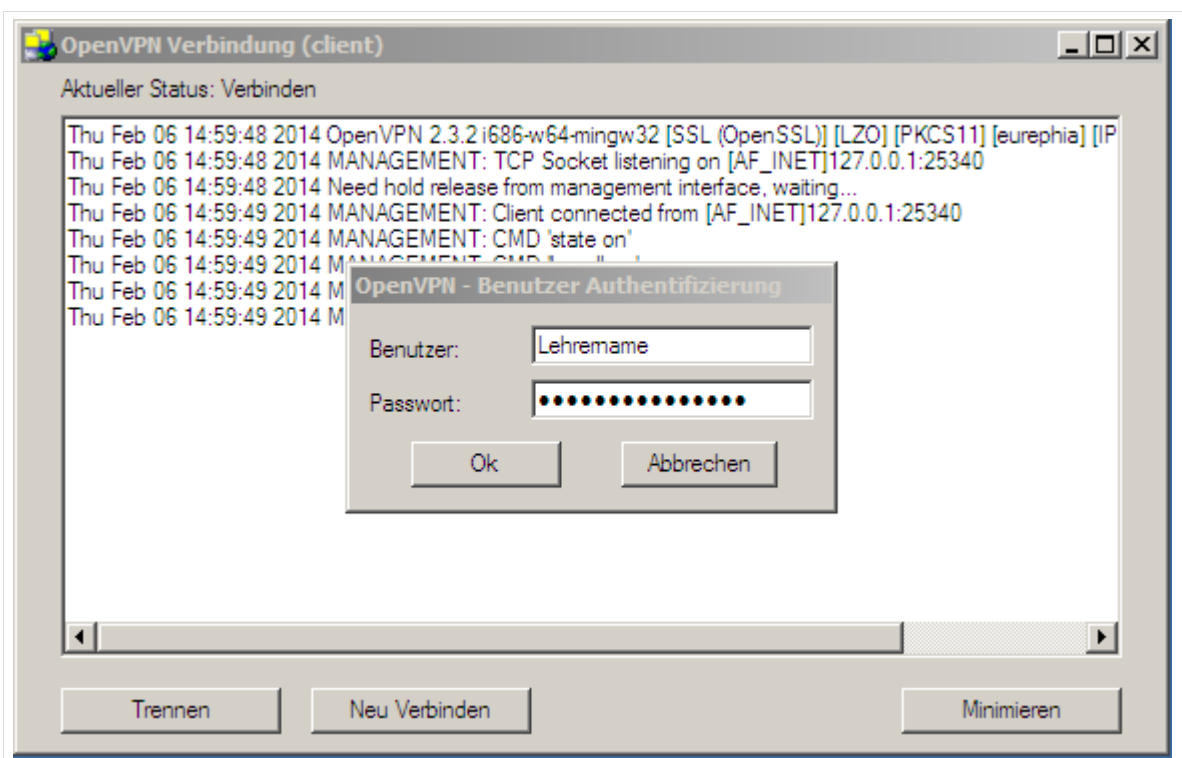 OpenVPN Verbindung (client)
Aktueller Status: Verbinden
Thu Feb 06 14:59:48 2014 OpenVPN 2.3.2 i686-w64-mingw32 [SSL (OpenSSL)] [LZO] [PKCS11] [eurephia] [IP
Thu Feb 06 14:59:48 2014 MANAGEMENT: TCP Socket listening on [AF_INET]127.0.0.1:25340
Thu Feb 06 14:59:48 2014 Need hold release from management interface, waiting...
Thu Feb 06 14:59:49 2014 MANAGEMENT: Client connected from [AF_INET]127.0.0.1:25340
Thu Feb 06 14:59:49 2014 MANAGEMENT: CMD 'state on'
Thu Feb 06 14:59:49 2014 MANAGEMENT: CMD
Thu Feb 06 14:59:49 2014 M
Thu Feb 06 14:59:49 2014 M
OpenVPN - Benutzer Authentifizierung
Benutzer: Lehrername
Passwort: •••••••••••••••
Ok Abbrechen
Trennen Neu Verbinden Minimieren